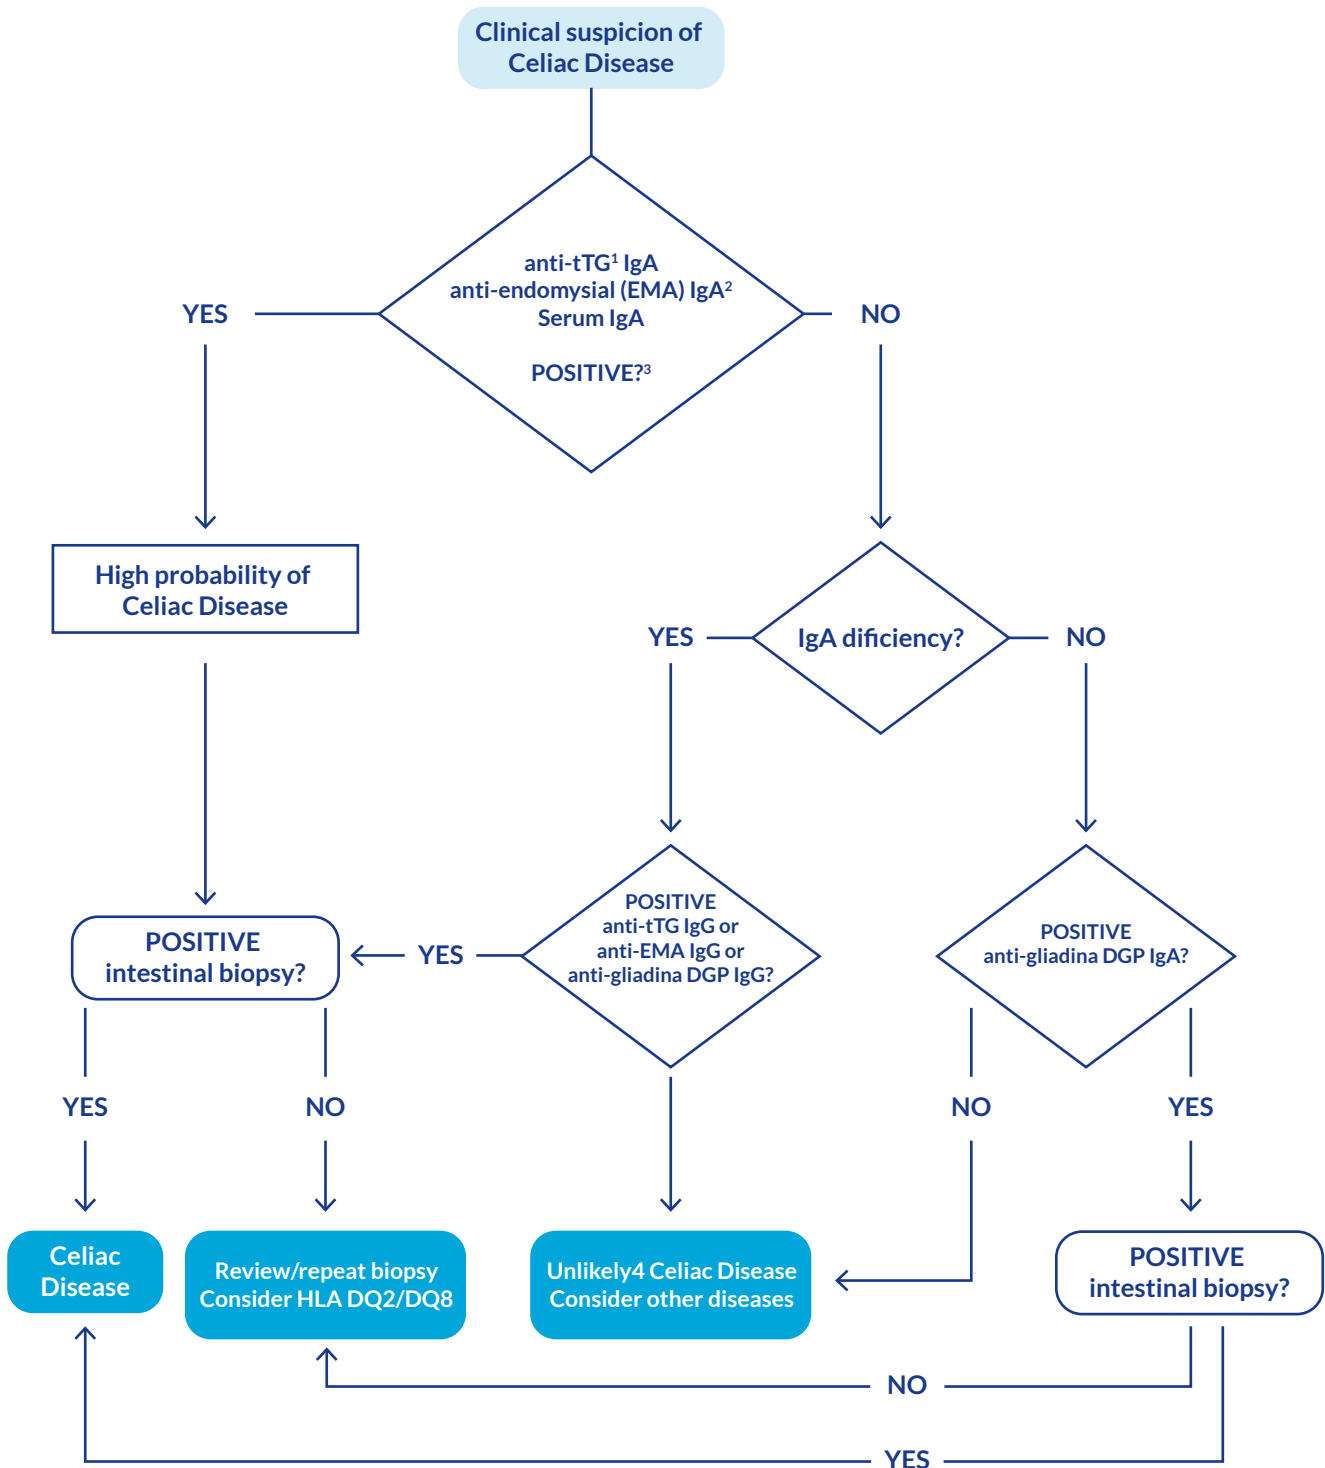 Clinical suspicion of
Celiac Disease
anti-tTG¹ IgA
anti-endomysial (EMA) IgA²
Serum IgA
POSITIVE?³
YES
NO
High probability of
Celiac Disease
YES
IgA dificiency?
NO
POSITIVE
intestinal biopsy?
YES
POSITIVE
anti-tTG IgG or
anti-EMA IgG or
anti-gliadina DGP IgG?
POSITIVE
anti-gliadina DGP IgA?
YES
NO
NO
YES
Celiac
Disease
Review/repeat biopsy
Consider HLA DQ2/DQ8
Unlikely4 Celiac Disease
Consider other diseases
POSITIVE
intestinal biopsy?
NO
YES